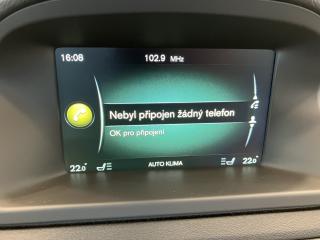 16:08 102.9 MHz
Nebyl připojen žádný telefon
OK pro připojení
AUTO KLIMA
22.0° 22.0°